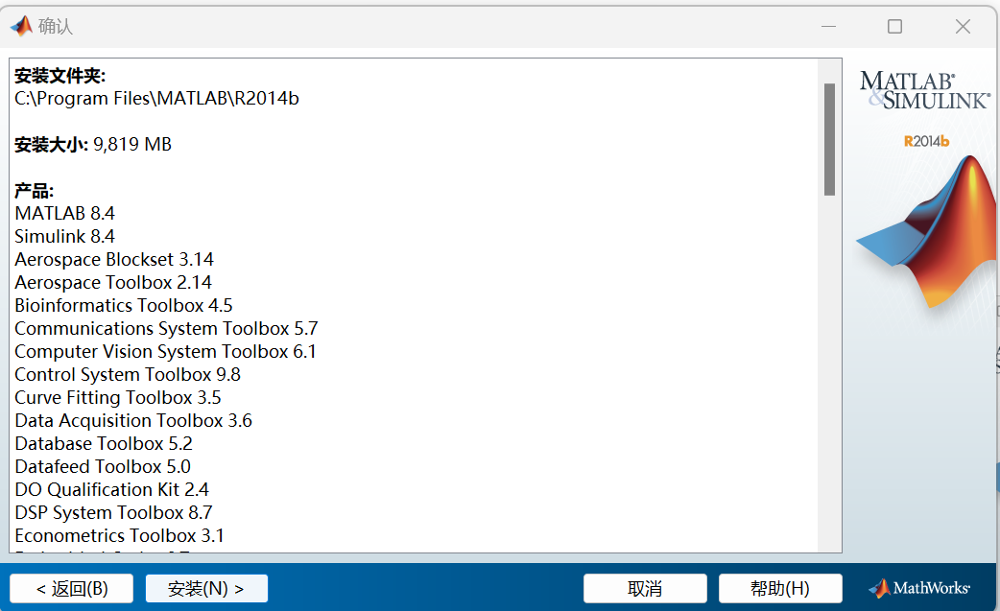 确认
安装文件夹:
C:\Program Files\MATLAB\R2014b
安装大小: 9,819 MB
产品:
MATLAB 8.4
Simulink 8.4
Aerospace Blockset 3.14
Aerospace Toolbox 2.14
Bioinformatics Toolbox 4.5
Communications System Toolbox 5.7
Computer Vision System Toolbox 6.1
Control System Toolbox 9.8
Curve Fitting Toolbox 3.5
Data Acquisition Toolbox 3.6
Database Toolbox 5.2
Datafeed Toolbox 5.0
DO Qualification Kit 2.4
DSP System Toolbox 8.7
Econometrics Toolbox 3.1
MATLAB®
&SIMULINK®
R2014b
< 返回(B)
安装(N) >
取消
帮助(H)
MathWorks®